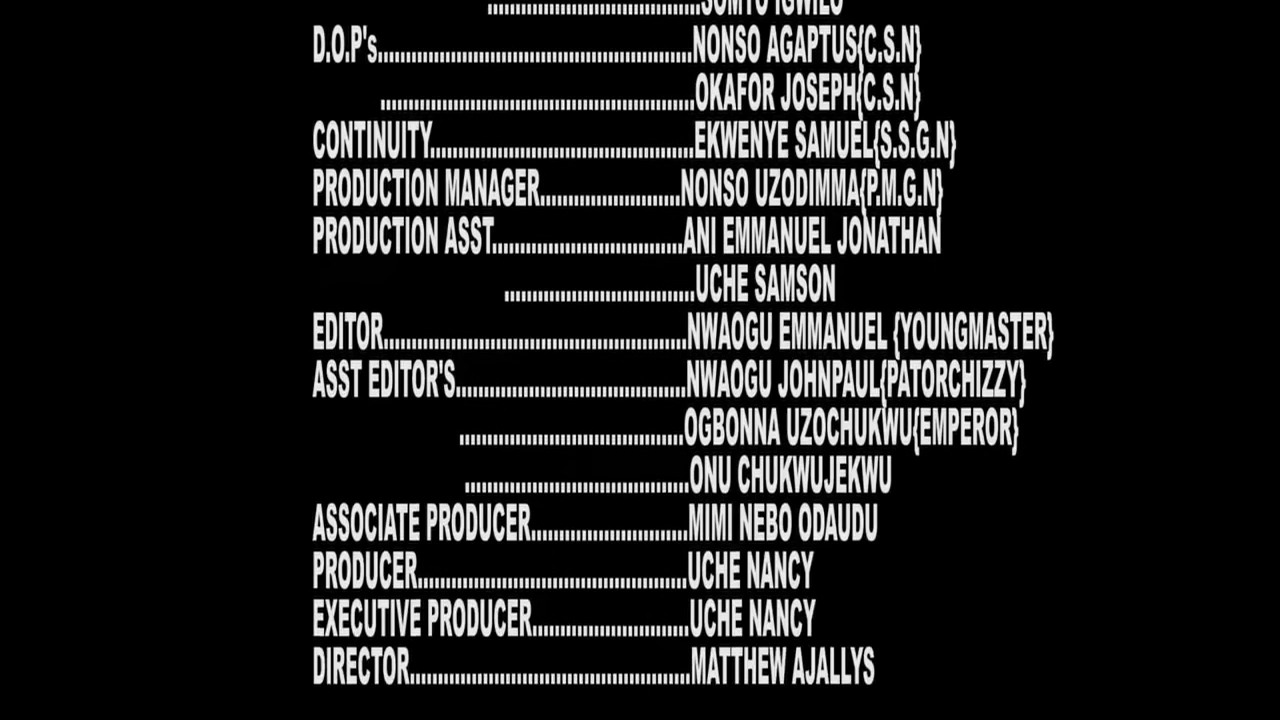 ..........................................SOMTO IGWILO
D.O.P's..............................................................NONSO AGAPTUS{C.S.N}
..............................................................OKAFOR JOSEPH{C.S.N}
CONTINUITY....................................................EKWENYE SAMUEL{S.S.G.N}
PRODUCTION MANAGER............................NONSO UZODIMMA{P.M.G.N}
PRODUCTION ASST......................................ANI EMMANUEL JONATHAN
......................................UCHE SAMSON
EDITOR............................................................NWAOGU EMMANUEL {YOUNGMASTER}
ASST EDITOR'S..............................................NWAOGU JOHNPAUL{PATORCHIZZY}
.............................................OGBONNA UZOCHUKWU{EMPEROR}
.............................................ONU CHUKWUJEKWU
ASSOCIATE PRODUCER...............................MIMI NEBO ODAUDU
PRODUCER......................................................UCHE NANCY
EXECUTIVE PRODUCER...............................UCHE NANCY
DIRECTOR........................................................MATTHEW AJALLYS